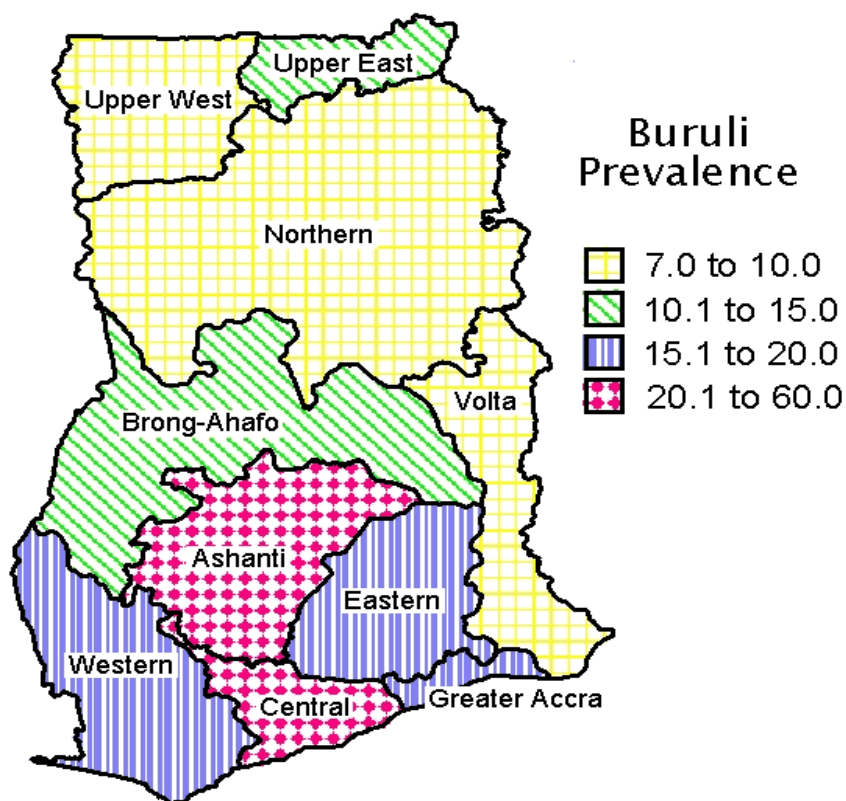 Upper East
Upper West
Buruli
Prevalence
Northern
7.0 to 10.0
10.1 to 15.0
15.1 to 20.0
20.1 to 60.0
Volta
Brong-Ahafo
Ashanti
Eastern
Western
Central
Greater Accra